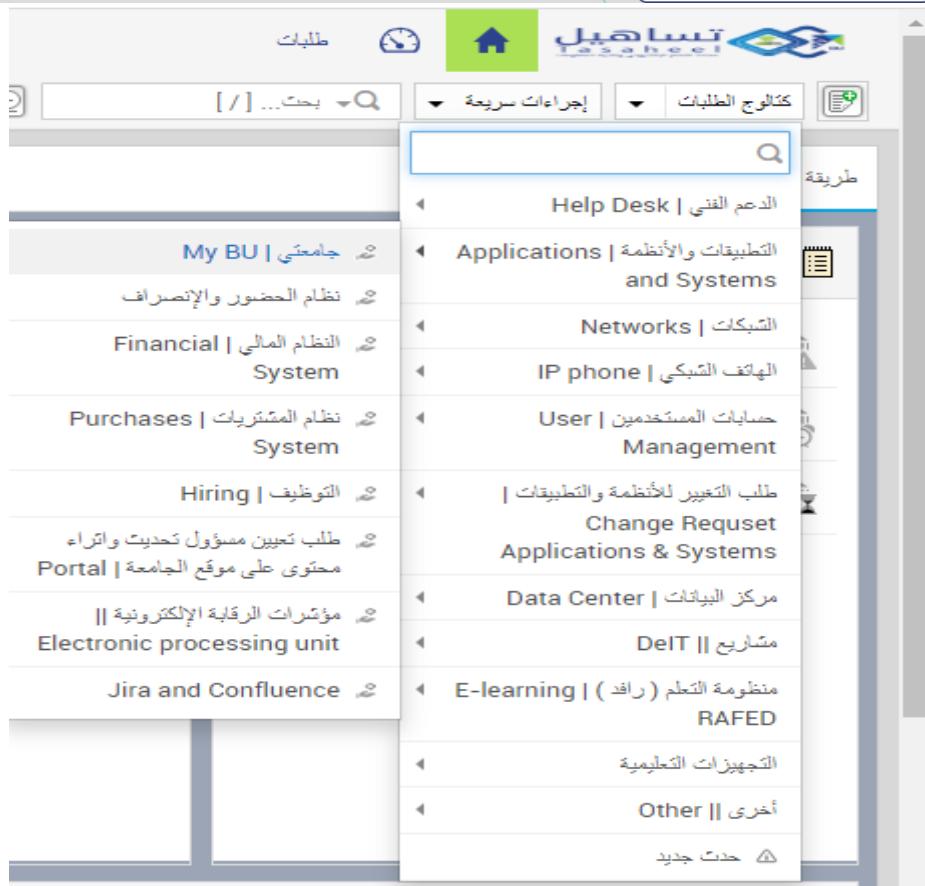 تساهيل
Tasaheel
طلبات
كتالوج الطلبات
إجراءات سريعة
بحث... [ / ]
طريقة
الدعم الفني | Help Desk
التطبيقات والأنظمة | Applications
and Systems
الشبكات | Networks
الهاتف الشبكي | IP phone
حسابات المستخدمين | User
Management
طلب التغيير للأنظمة والتطبيقات |
Change Requset
Applications & Systems
مركز البيانات | Data Center
مشاريع || DeIT
منظومة التعلم ( رافد ) | E-learning
RAFED
التجهيزات التعليمية
أخرى || Other
حدث جديد
جامعتي | My BU
نظام الحضور والإنصراف
النظام المالي | Financial
System
نظام المشتريات | Purchases
System
التوظيف | Hiring
طلب تعيين مسؤول تحديث واثراء
محتوى على موقع الجامعة | Portal
مؤشرات الرقابة الإلكترونية ||
Electronic processing unit
Jira and Confluence